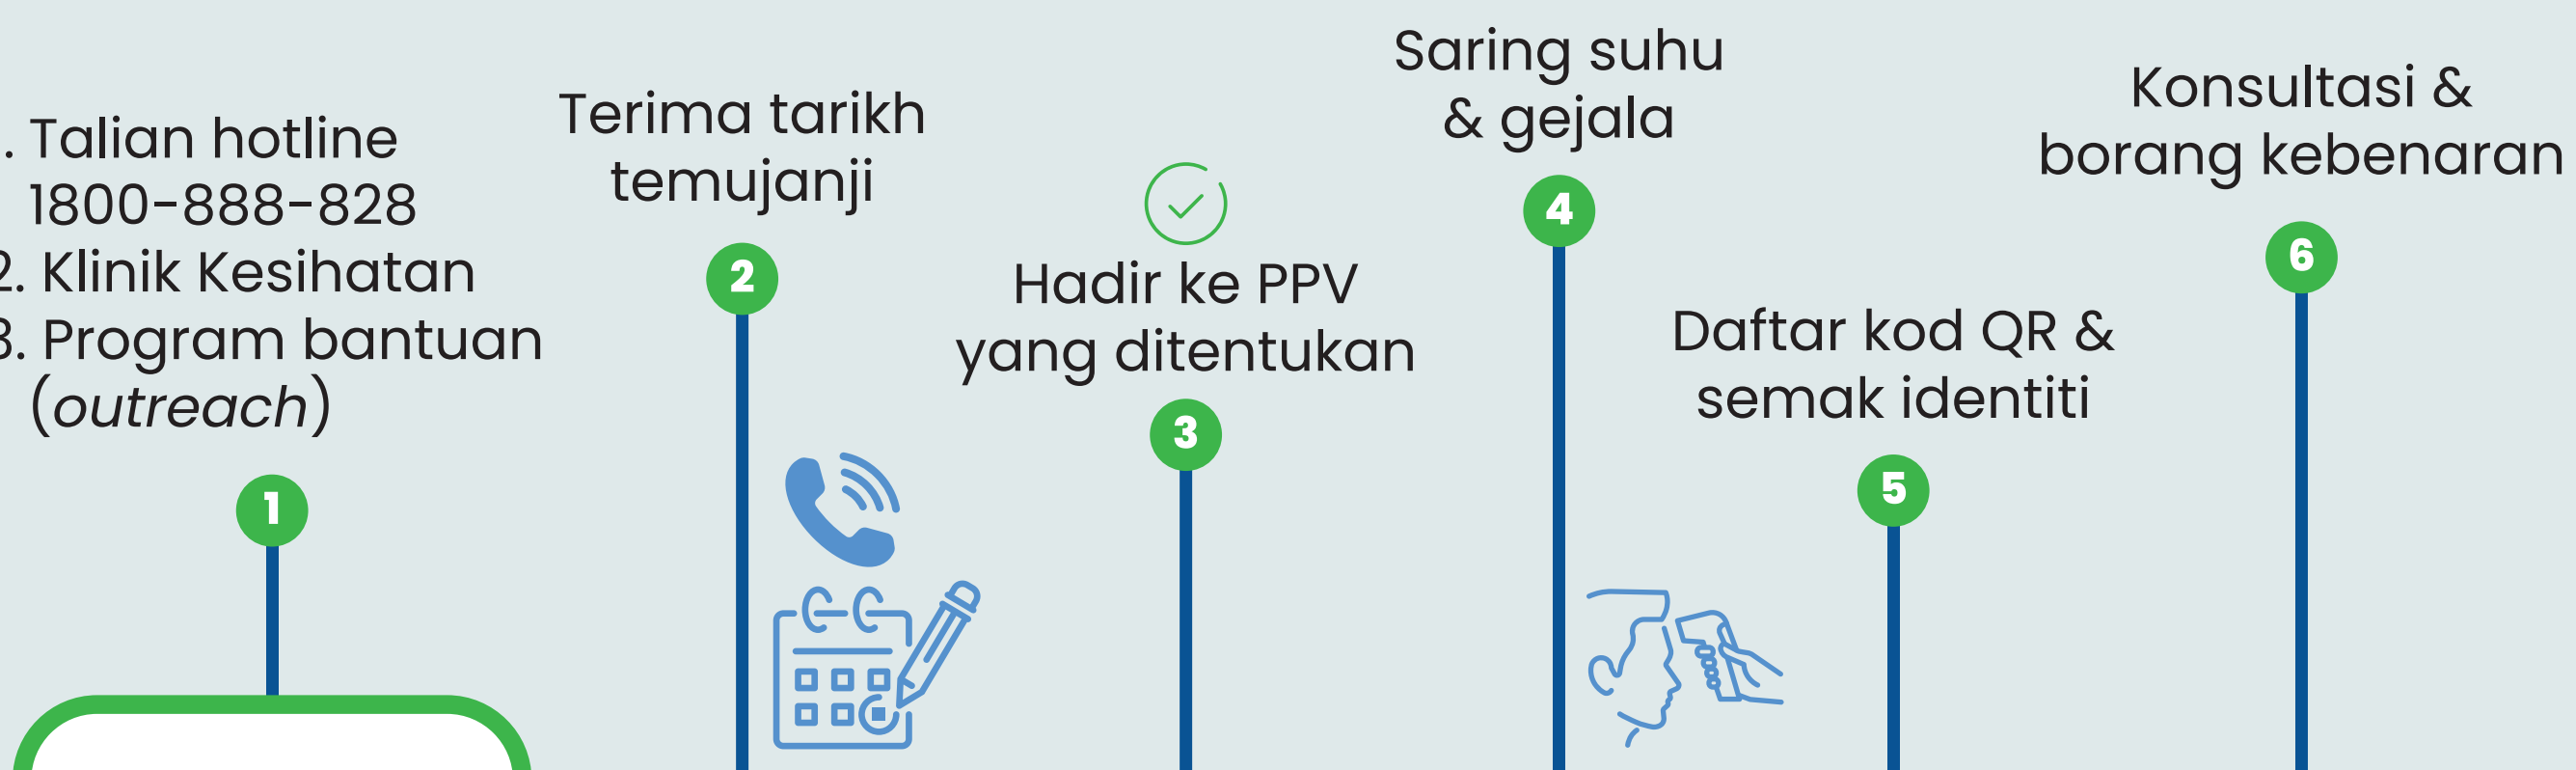 . Talian hotline
1800-888-828
2. Klinik Kesihatan
3. Program bantuan
(outreach)
1
Terima tarikh
temujanji
2
Hadir ke PPV
yang ditentukan
3
Saring suhu
& gejala
4
Daftar kod QR &
semak identiti
5
Konsultasi &
borang kebenaran
6